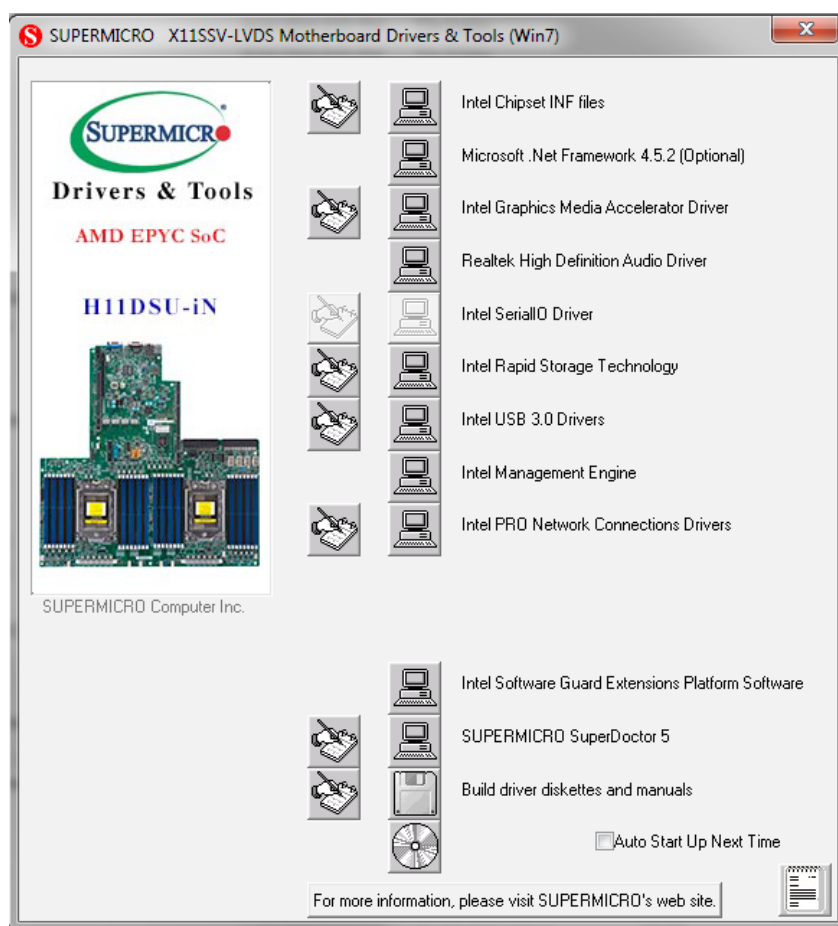 SUPERMICRO X11SSV-LVDS Motherboard Drivers & Tools (Win7)
SUPERMICRO
Drivers & Tools
AMD EPYC SoC
H11DSU-iN
SUPERMICRO Computer Inc.
Intel Chipset INF files
Microsoft .Net Framework 4.5.2 (Optional)
Intel Graphics Media Accelerator Driver
Realtek High Definition Audio Driver
Intel SerialIO Driver
Intel Rapid Storage Technology
Intel USB 3.0 Drivers
Intel Management Engine
Intel PRO Network Connections Drivers
Intel Software Guard Extensions Platform Software
SUPERMICRO SuperDoctor 5
Build driver diskettes and manuals
Auto Start Up Next Time
For more information, please visit SUPERMICRO's web site.